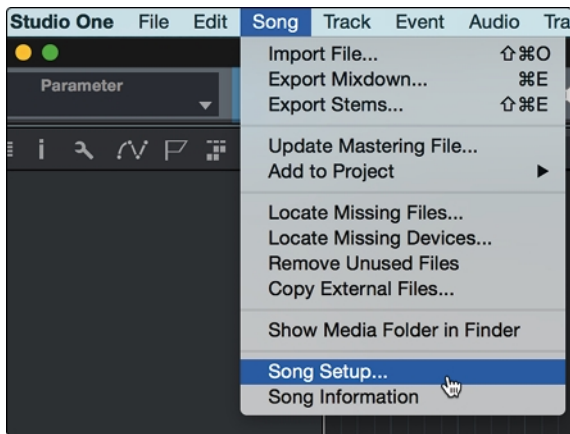 Studio One File Edit Song Track Event Audio Tra
Parameter
Import File... ⇧⌘O
Export Mixdown... ⌘E
Export Stems... ⇧⌘E
Update Mastering File...
Add to Project ▶
Locate Missing Files...
Locate Missing Devices...
Remove Unused Files
Copy External Files...
Show Media Folder in Finder
Song Setup...
Song Information